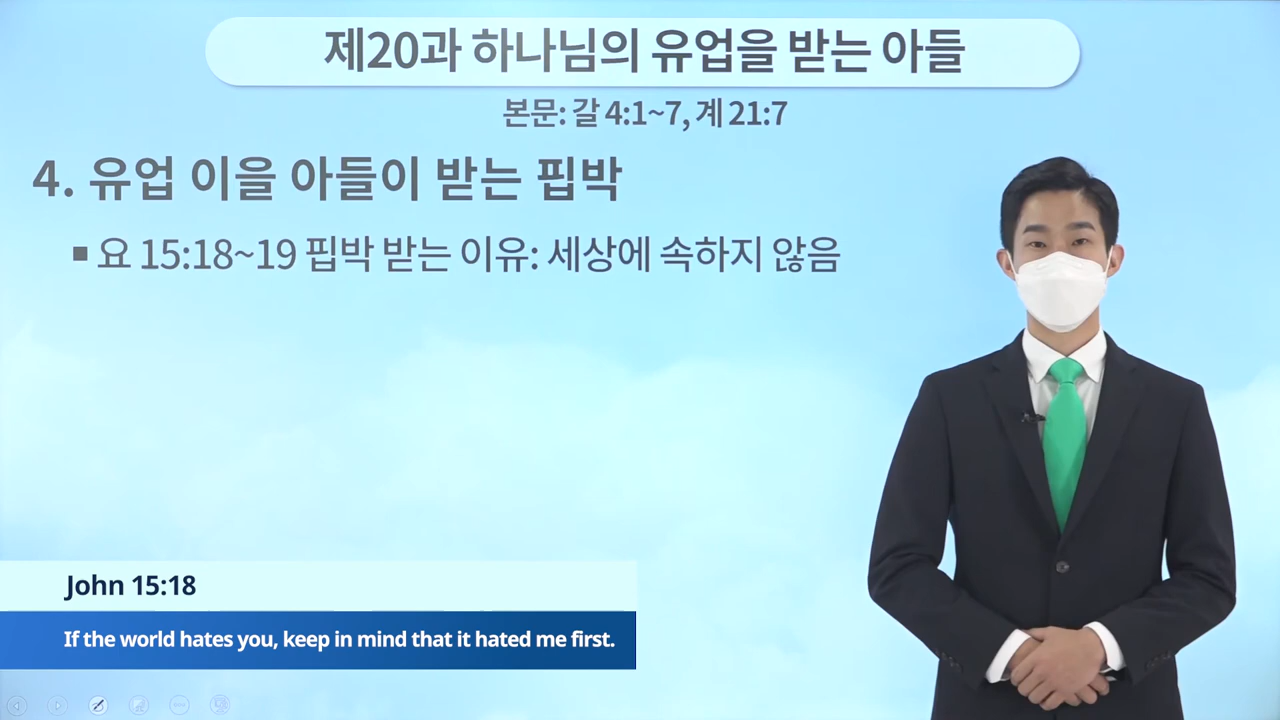 제20과 하나님의 유업을 받는 아들
본문: 갈 4:1~7, 계 21:7
4. 유업 이을 아들이 받는 핍박
▪ 요 15:18~19 핍박 받는 이유: 세상에 속하지 않음
John 15:18
If the world hates you, keep in mind that it hated me first.